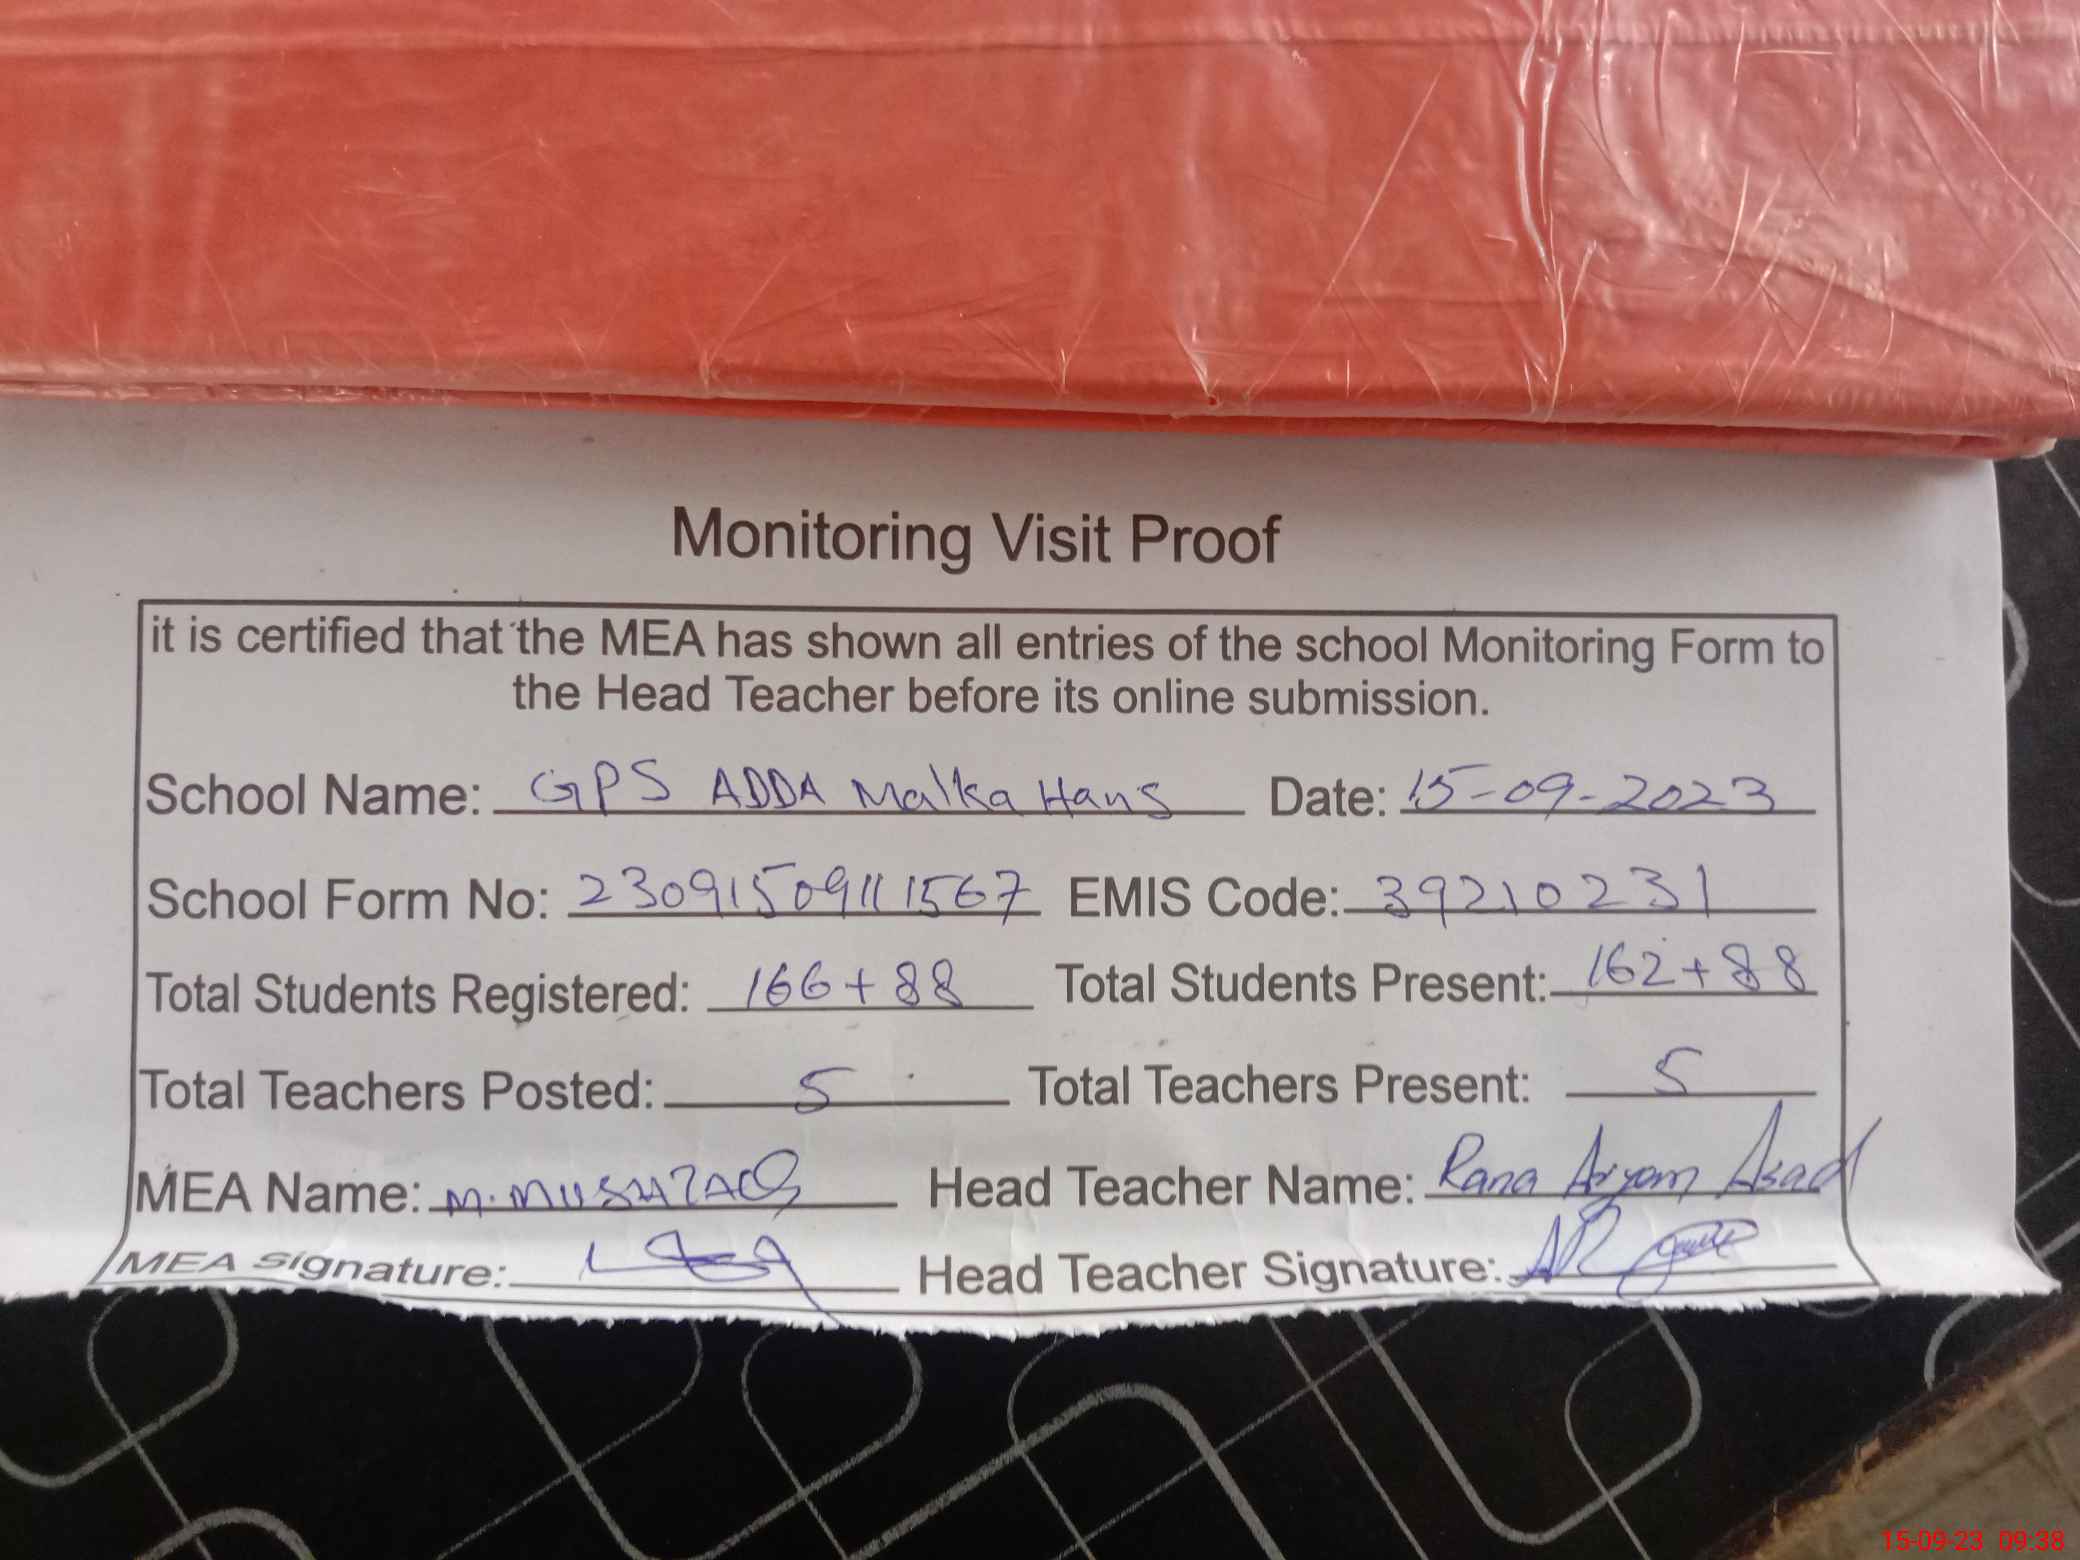 Monitoring Visit Proof
it is certified that the MEA has shown all entries of the school Monitoring Form to
the Head Teacher before its online submission.
School Name: GPS ADDA Malka Hans Date: 15-09-2023
School Form No: 23091509111567 EMIS Code: 39210231
Total Students Registered: 166+88 Total Students Present: 162+88
Total Teachers Posted: 5 Total Teachers Present: 5
MEA Name: M. MUSHTAQ Head Teacher Name: Rana Aryam Asad
MEA Signature: Head Teacher Signature:
15-09-23 09:38